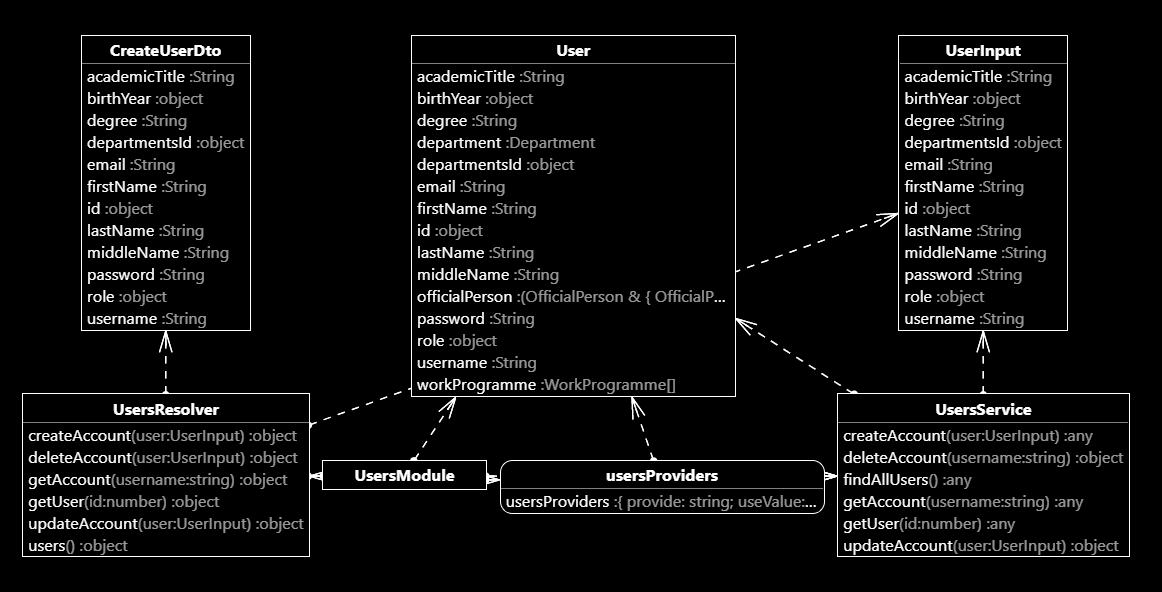 CreateUserDto
academicTitle :String
birthYear :object
degree :String
departmentsId :object
email :String
firstName :String
id :object
lastName :String
middleName :String
password :String
role :object
username :String
User
academicTitle :String
birthYear :object
degree :String
department :Department
departmentsId :object
email :String
firstName :String
id :object
lastName :String
middleName :String
officialPerson :(OfficialPerson & { OfficialP...
password :String
role :object
username :String
workProgramme :WorkProgramme[]
UserInput
academicTitle :String
birthYear :object
degree :String
departmentsId :object
email :String
firstName :String
id :object
lastName :String
middleName :String
password :String
role :object
username :String
UsersResolver
createAccount(user:UserInput) :object
deleteAccount(user:UserInput) :object
getAccount(username:string) :object
getUser(id:number) :object
updateAccount(user:UserInput) :object
users() :object
UsersModule
usersProviders
usersProviders :{ provide: string; useValue:...
UsersService
createAccount(user:UserInput) :any
deleteAccount(username:string) :object
findAllUsers() :any
getAccount(username:string) :any
getUser(id:number) :any
updateAccount(user:UserInput) :object